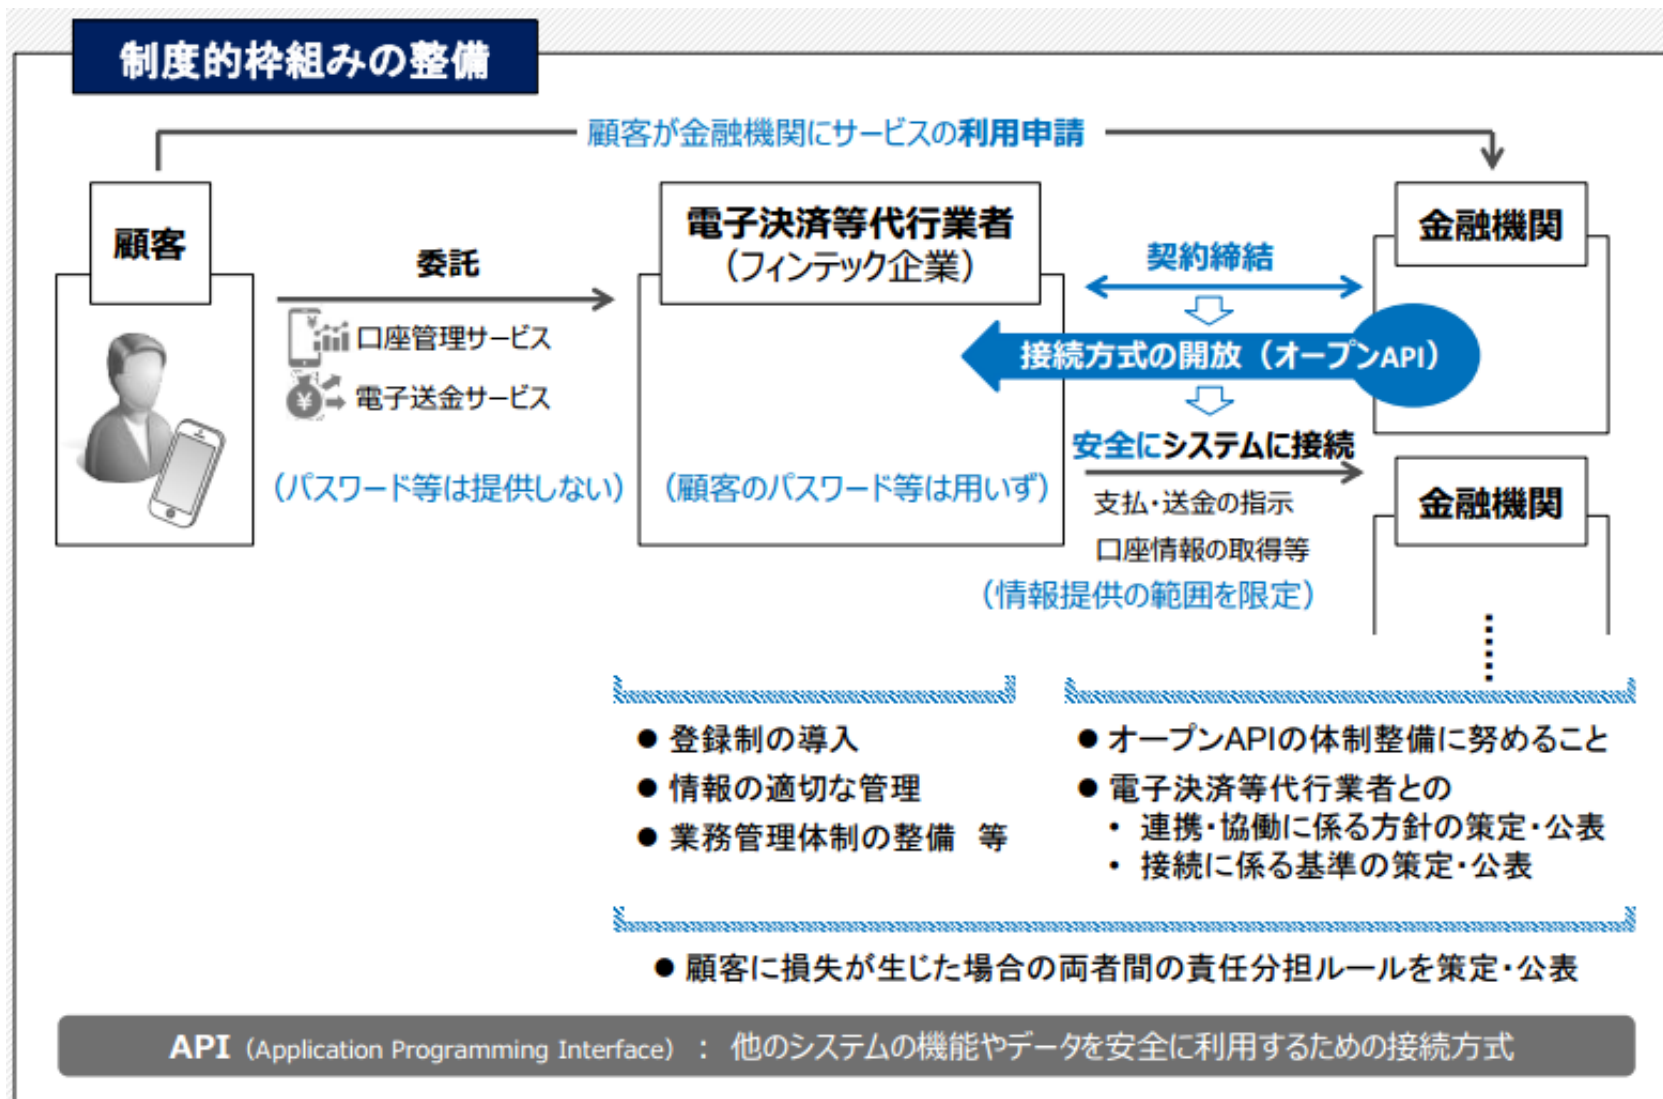 制度的枠組みの整備
顧客が金融機関にサービスの利用申請
顧客
委託
口座管理サービス
電子送金サービス
（パスワード等は提供しない）
電子決済等代行業者
（フィンテック企業）
（顧客のパスワード等は用いず）
契約締結
接続方式の開放（オープンAPI）
安全にシステムに接続
支払・送金の指示
口座情報の取得等
（情報提供の範囲を限定）
金融機関
金融機関
● 登録制の導入
● 情報の適切な管理
● 業務管理体制の整備　等
● オープンAPIの体制整備に努めること
● 電子決済等代行業者との
・ 連携・協働に係る方針の策定・公表
・ 接続に係る基準の策定・公表
● 顧客に損失が生じた場合の両者間の責任分担ルールを策定・公表
API（Application Programming Interface）：他のシステムの機能やデータを安全に利用するための接続方式